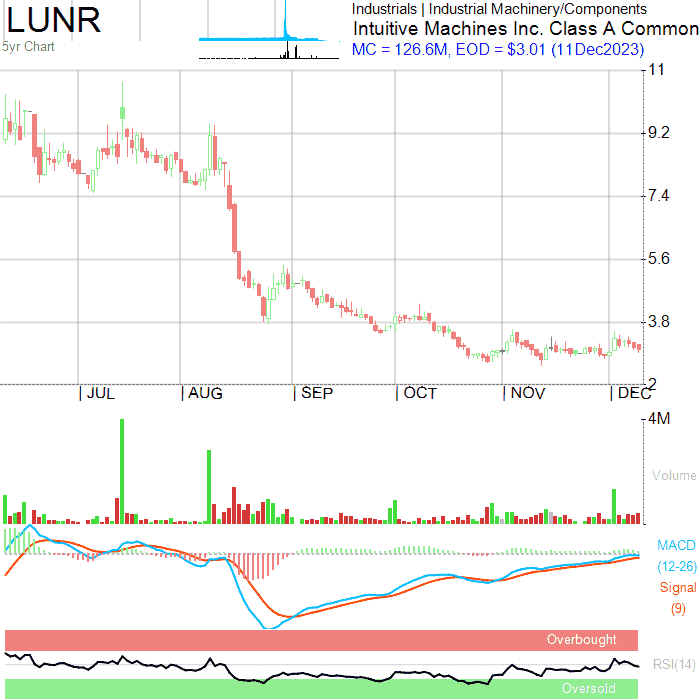 LUNR
5yr Chart
Industrials | Industrial Machinery/Components
Intuitive Machines Inc. Class A Common
MC = 126.6M, EOD = $3.01 (11Dec2023)
11
9.2
7.4
5.6
3.8
2
JUL AUG SEP OCT NOV DEC
4M
Volume
MACD
(12-26)
Signal
(9)
Overbought
RSI(14)
Oversold